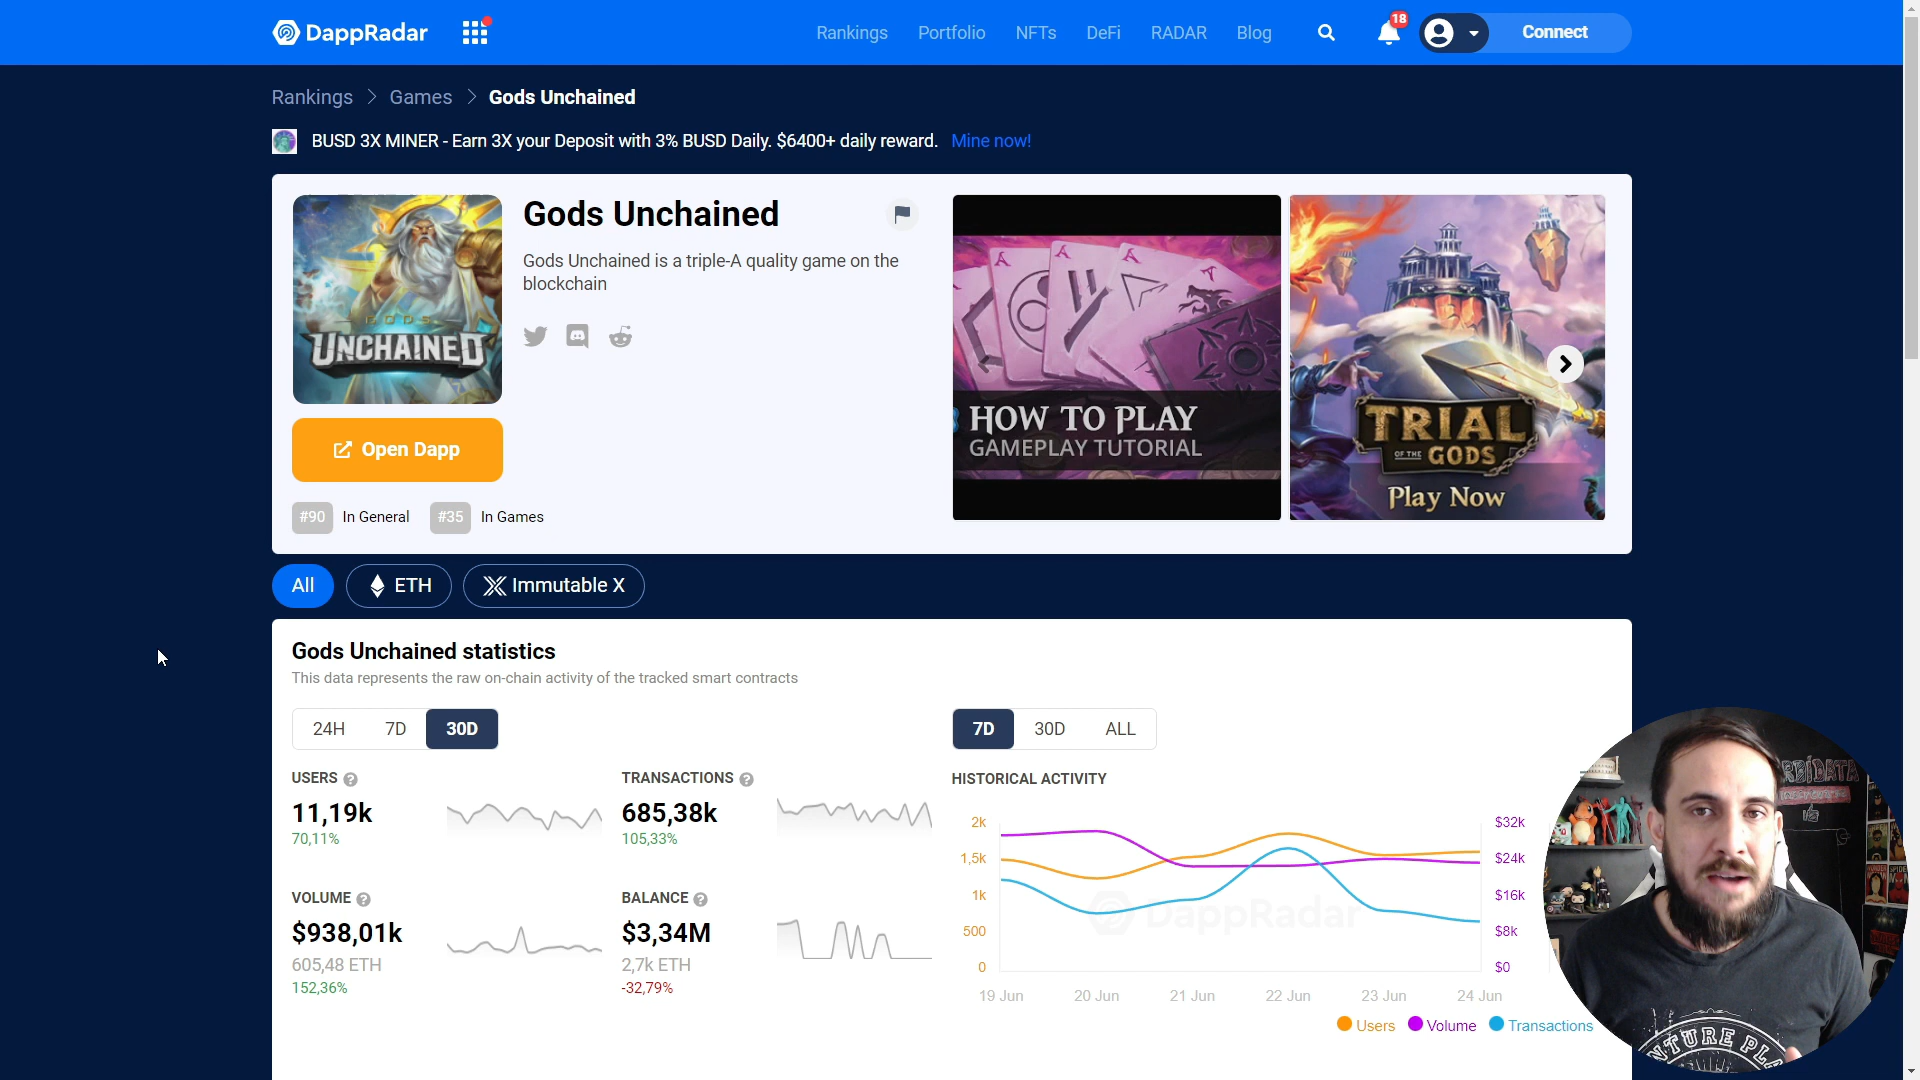 DappRadar
Rankings
Portfolio
NFTs
DeFi
RADAR
Blog
18
Connect
Rankings > Games > Gods Unchained
BUSD 3X MINER - Earn 3X your Deposit with 3% BUSD Daily. $6400+ daily reward. Mine now!
GODS
UNCHAINED
Gods Unchained
Gods Unchained is a triple-A quality game on the
blockchain
HOW TO PLAY
GAMEPLAY TUTORIAL
TRIAL
OF THE GODS
Play Now
Open Dapp
#90 In General
#35 In Games
All
ETH
Immutable X
Gods Unchained statistics
This data represents the raw on-chain activity of the tracked smart contracts
24H 7D 30D
7D 30D ALL
USERS ?
11,19k
70,11%
TRANSACTIONS ?
685,38k
105,33%
VOLUME ?
$938,01k
605,48 ETH
152,36%
BALANCE ?
$3,34M
2,7k ETH
-32,79%
HISTORICAL ACTIVITY
2k
1,5k
1k
500
0
$32k
$24k
$16k
$8k
$0
DappRadar
19 Jun 20 Jun 21 Jun 22 Jun 23 Jun 24 Jun
Users Volume Transactions